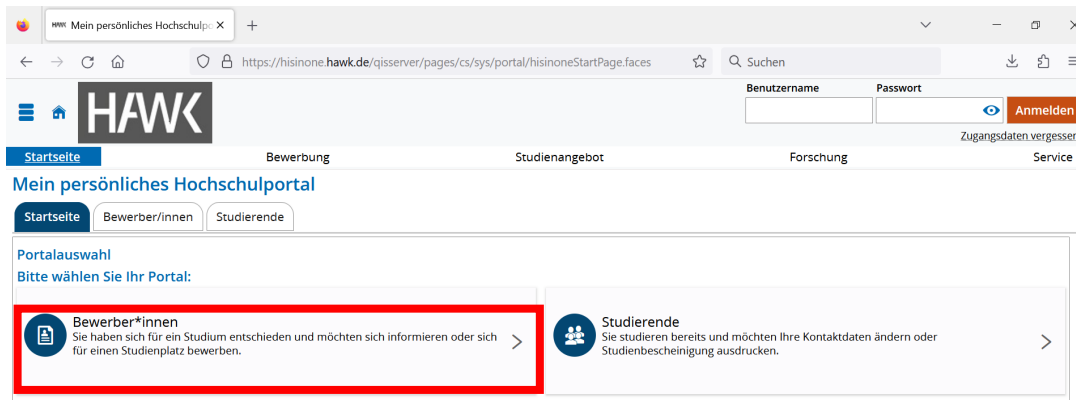 HAWK Mein persönliches Hochschulpo
https://hisinone.hawk.de/qisserver/pages/cs/sys/portal/hisinoneStartPage.faces
Suchen
Benutzername Passwort
HAWK
Anmelden
Zugangsdaten vergessen
Startseite Bewerbung Studienangebot Forschung Service
Mein persönliches Hochschulportal
Startseite Bewerber/innen Studierende
Portalauswahl
Bitte wählen Sie Ihr Portal:
Bewerber*innen
Sie haben sich für ein Studium entschieden und möchten sich informieren oder sich
für einen Studienplatz bewerben.
Studierende
Sie studieren bereits und möchten Ihre Kontaktdaten ändern oder
Studienbescheinigung ausdrucken.